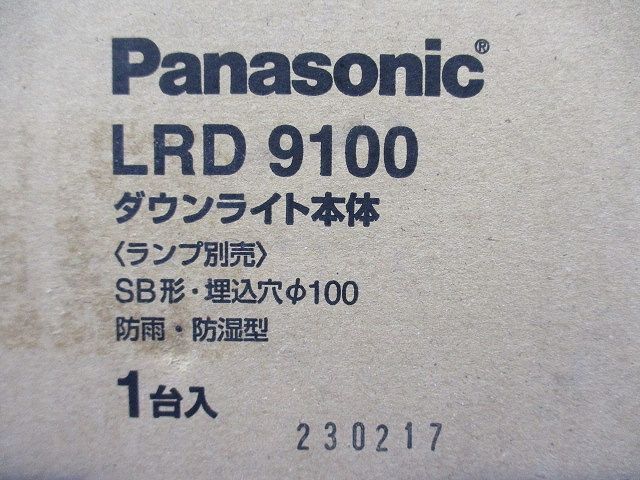 Panasonic®
LRD 9100
ダウンライト本体
〈ランプ別売〉
SB形・埋込穴φ100
防雨・防湿型
1台入
230217